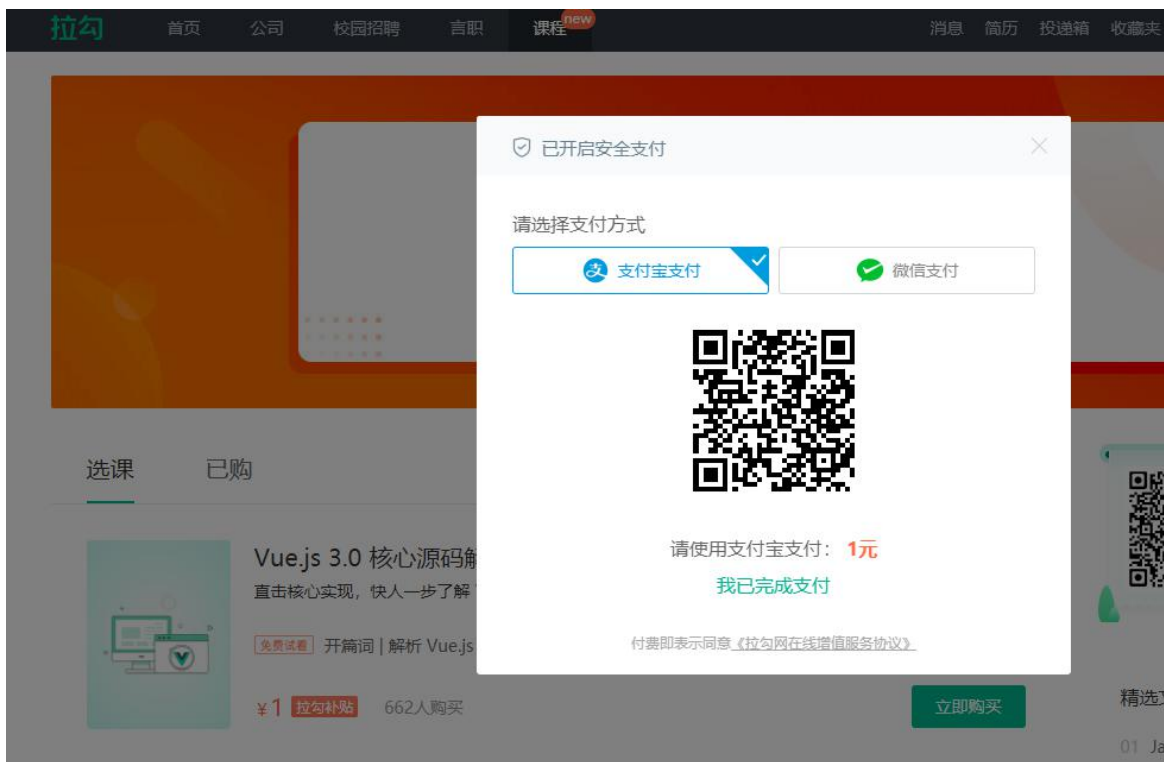 拉勾 首页 公司 校园招聘 言职 课程 new 消息 简历 投递箱 收藏夹
已开启安全支付
请选择支付方式
支付宝支付 微信支付
请使用支付宝支付： 1元
我已完成支付
付费即表示同意《拉勾网在线增值服务协议》
选课 已购
Vue.js 3.0 核心源码解
直击核心实现，快人一步了解
免费试看 开篇词 | 解析 Vue.js
¥1 拉勾补贴 662人购买 立即购买
精选
01 Ja